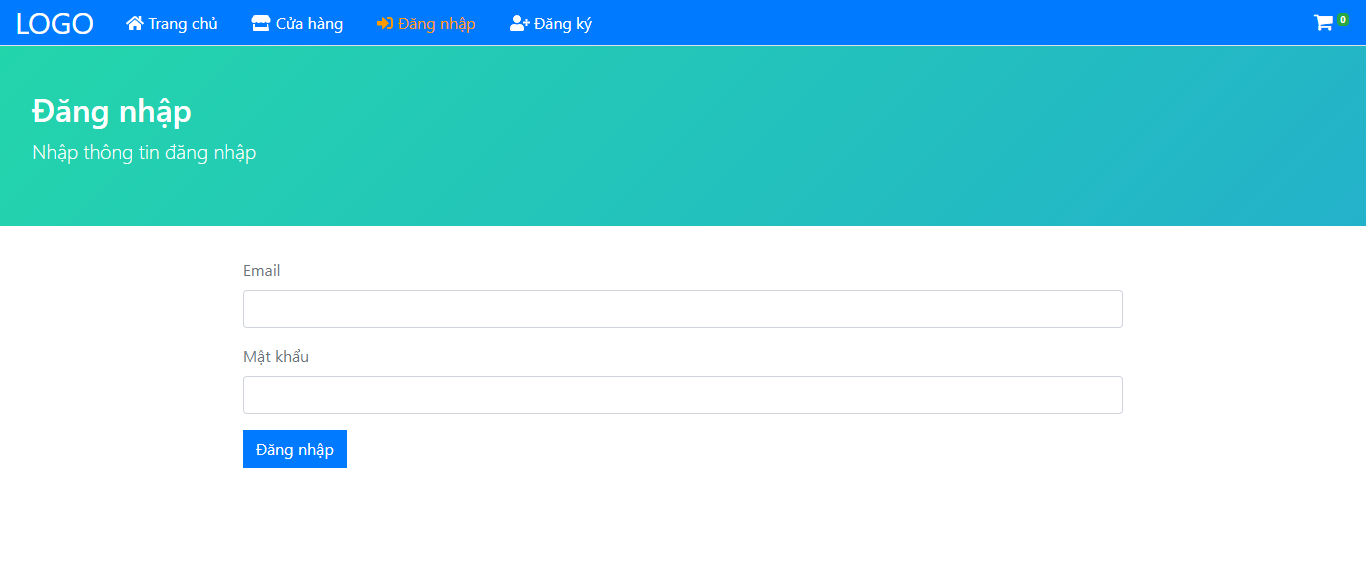 LOGO Trang chủ Cửa hàng Đăng nhập Đăng ký 0
Đăng nhập
Nhập thông tin đăng nhập
Email
Mật khẩu
Đăng nhập